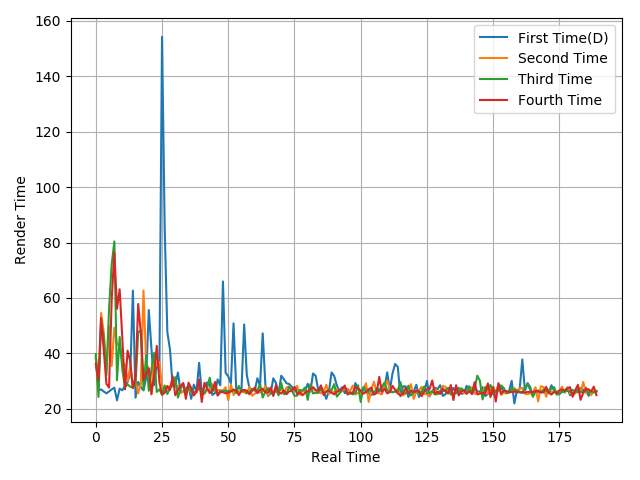 160
140
120
100
80
60
40
20
Render Time
First Time(D)
Second Time
Third Time
Fourth Time
0 25 50 75 100 125 150 175
Real Time